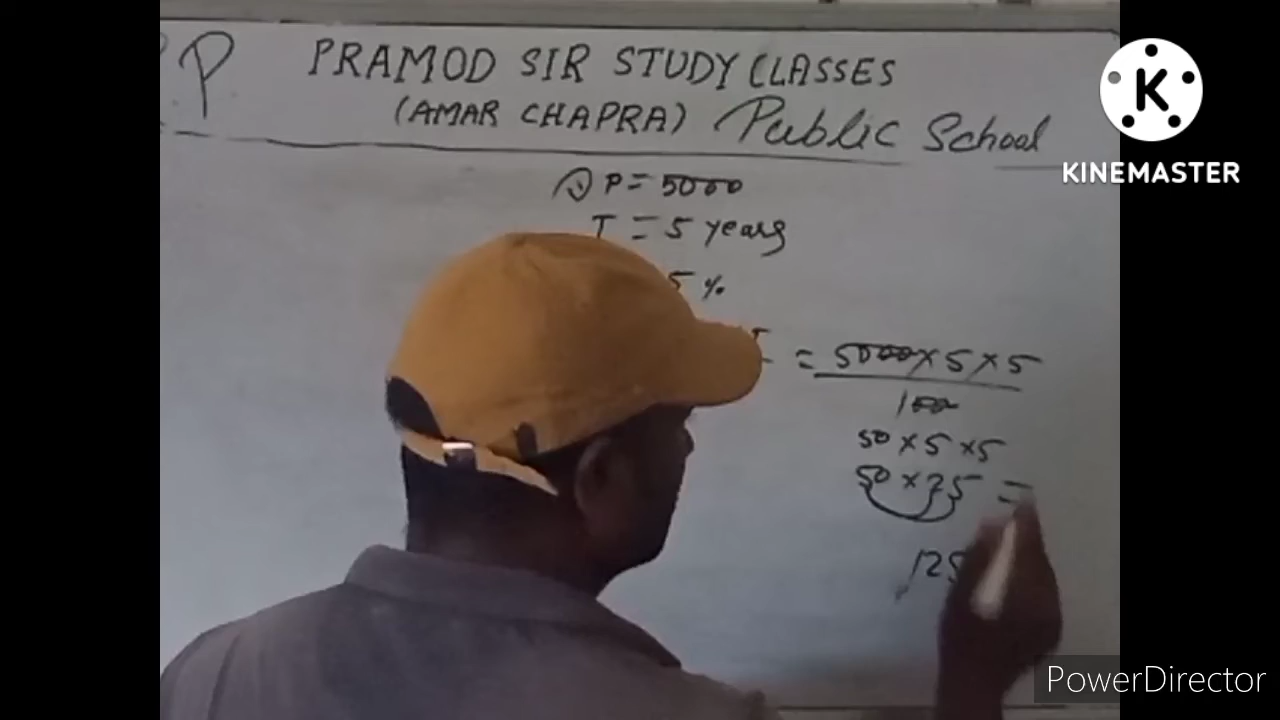 P PRAMOD SIR STUDY CLASSES
(AMAR CHAPRA) Public School
P = 5000
T = 5 years
5 %
= 5000 × 5 × 5
100
50 × 5 × 5
50 × 25 =
125
K
KINEMASTER
PowerDirector